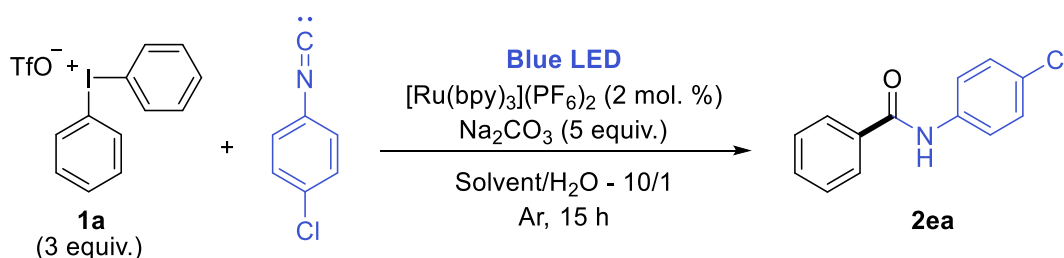 TfO⁻ + I
C
N
Cl
1a
(3 equiv.)
+
Blue LED
[Ru(bpy)₃](PF₆)₂ (2 mol. %)
Na₂CO₃ (5 equiv.)
Solvent/H₂O - 10/1
Ar, 15 h
O
N
H
C
2ea